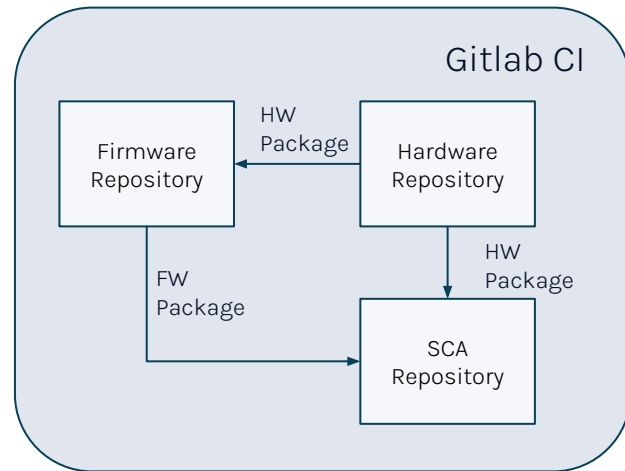 Gitlab CI
HW
Package
Firmware
Repository
Hardware
Repository
FW
Package
HW
Package
SCA
Repository